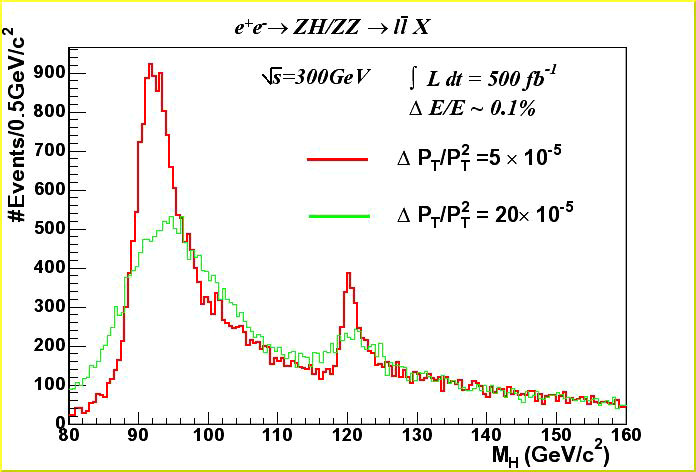 e⁺e⁻→ ZH/ZZ → l l̄ X
#Events/0.5GeV/c²
√s=300GeV
∫ L dt = 500 fb⁻¹
Δ E/E ~ 0.1%
Δ P_T/P_T² =5 × 10⁻⁵
Δ P_T/P_T² = 20× 10⁻⁵
900
800
700
600
500
400
300
200
100
0
80 90 100 110 120 130 140 150 160
M_H (GeV/c²)